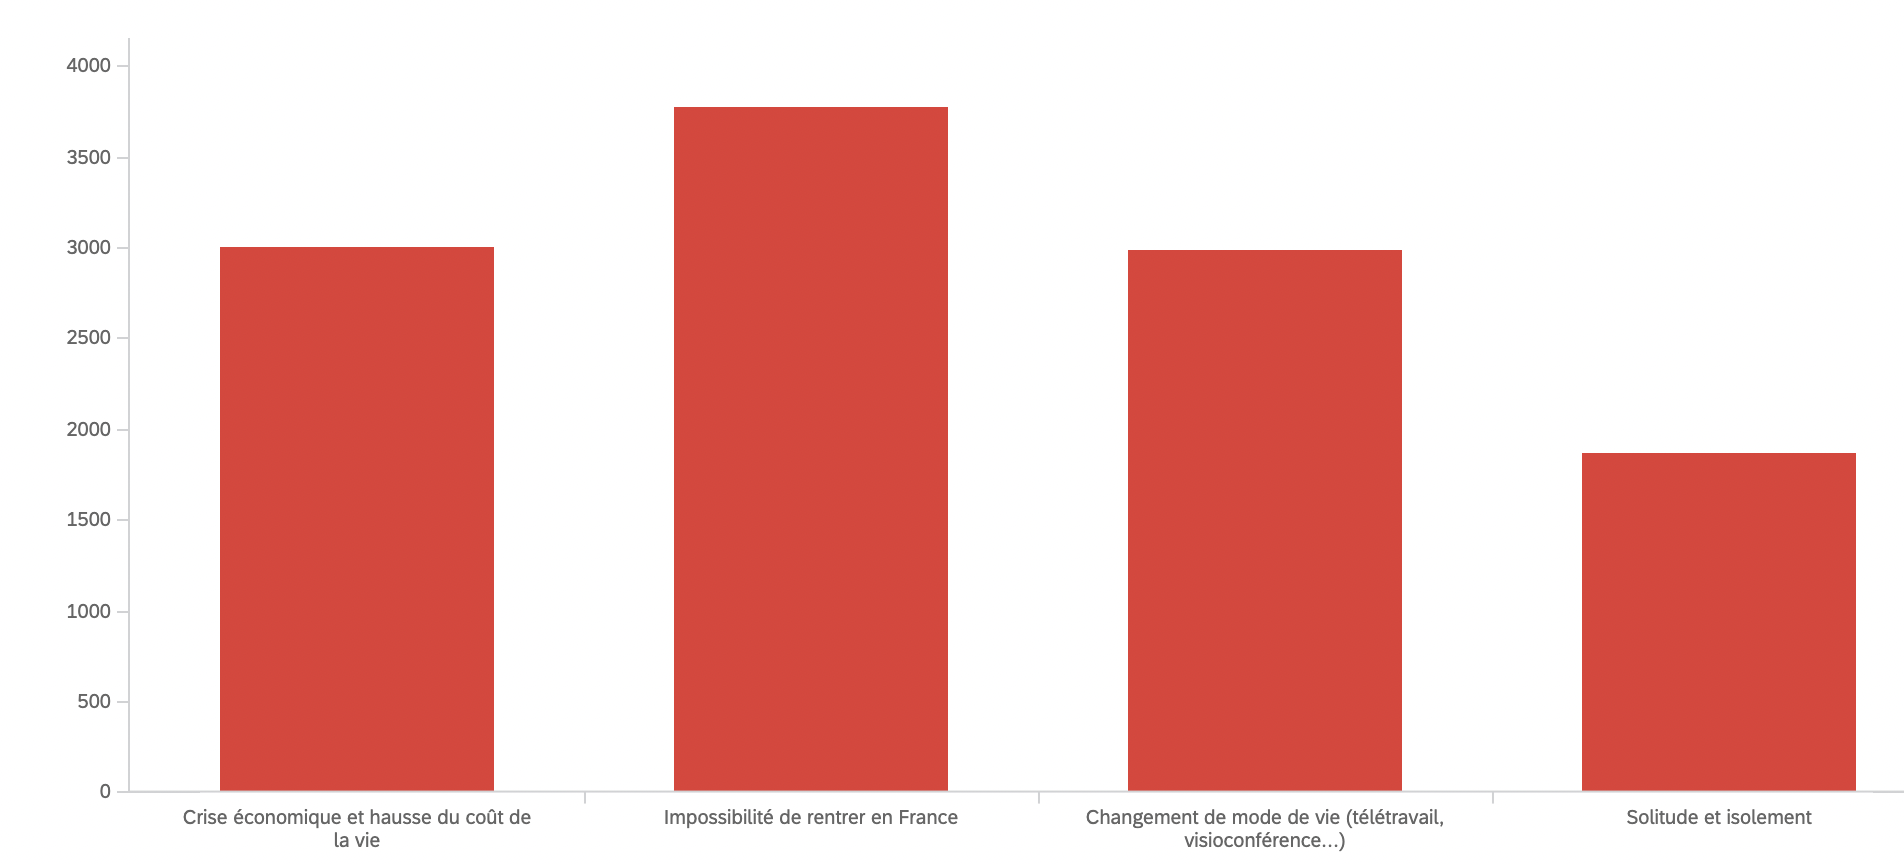 4000
3500
3000
2500
2000
1500
1000
500
0
Crise économique et hausse du coût de
la vie
Impossibilité de rentrer en France
Changement de mode de vie (télétravail,
visioconférence...)
Solitude et isolement